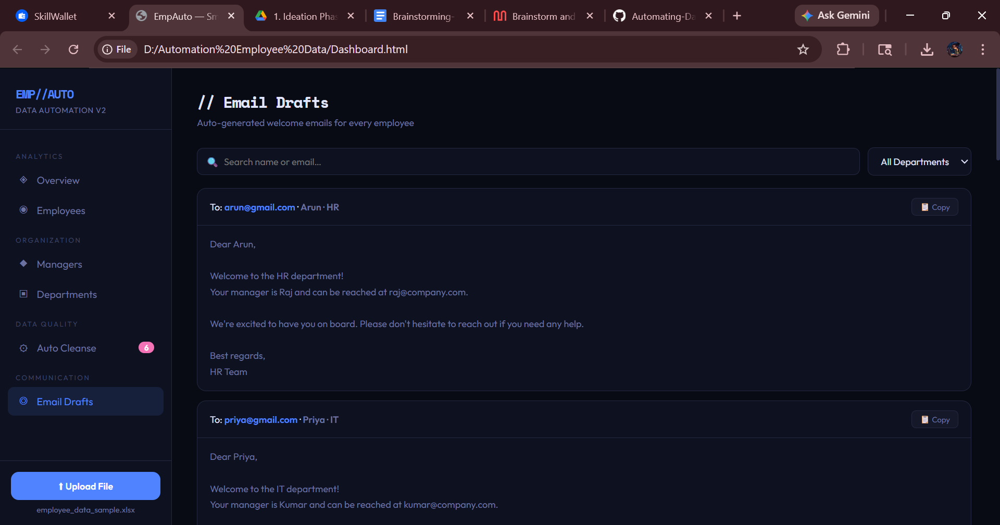 SkillWallet
EmpAuto — Sm
1. Ideation Phas
Brainstorming-
Brainstorm and
Automating-Da
Ask Gemini
File
D:/Automation%20Employee%20Data/Dashboard.html
EMP//AUTO
DATA AUTOMATION V2
ANALYTICS
Overview
Employees
ORGANIZATION
Managers
Departments
DATA QUALITY
Auto Cleanse
6
COMMUNICATION
Email Drafts
⬆ Upload File
employee_data_sample.xlsx
// Email Drafts
Auto-generated welcome emails for every employee
Search name or email...
All Departments
To: arun@gmail.com · Arun · HR
Copy
Dear Arun,
Welcome to the HR department!
Your manager is Raj and can be reached at raj@company.com.
We're excited to have you on board. Please don't hesitate to reach out if you need any help.
Best regards,
HR Team
To: priya@gmail.com · Priya · IT
Copy
Dear Priya,
Welcome to the IT department!
Your manager is Kumar and can be reached at kumar@company.com.